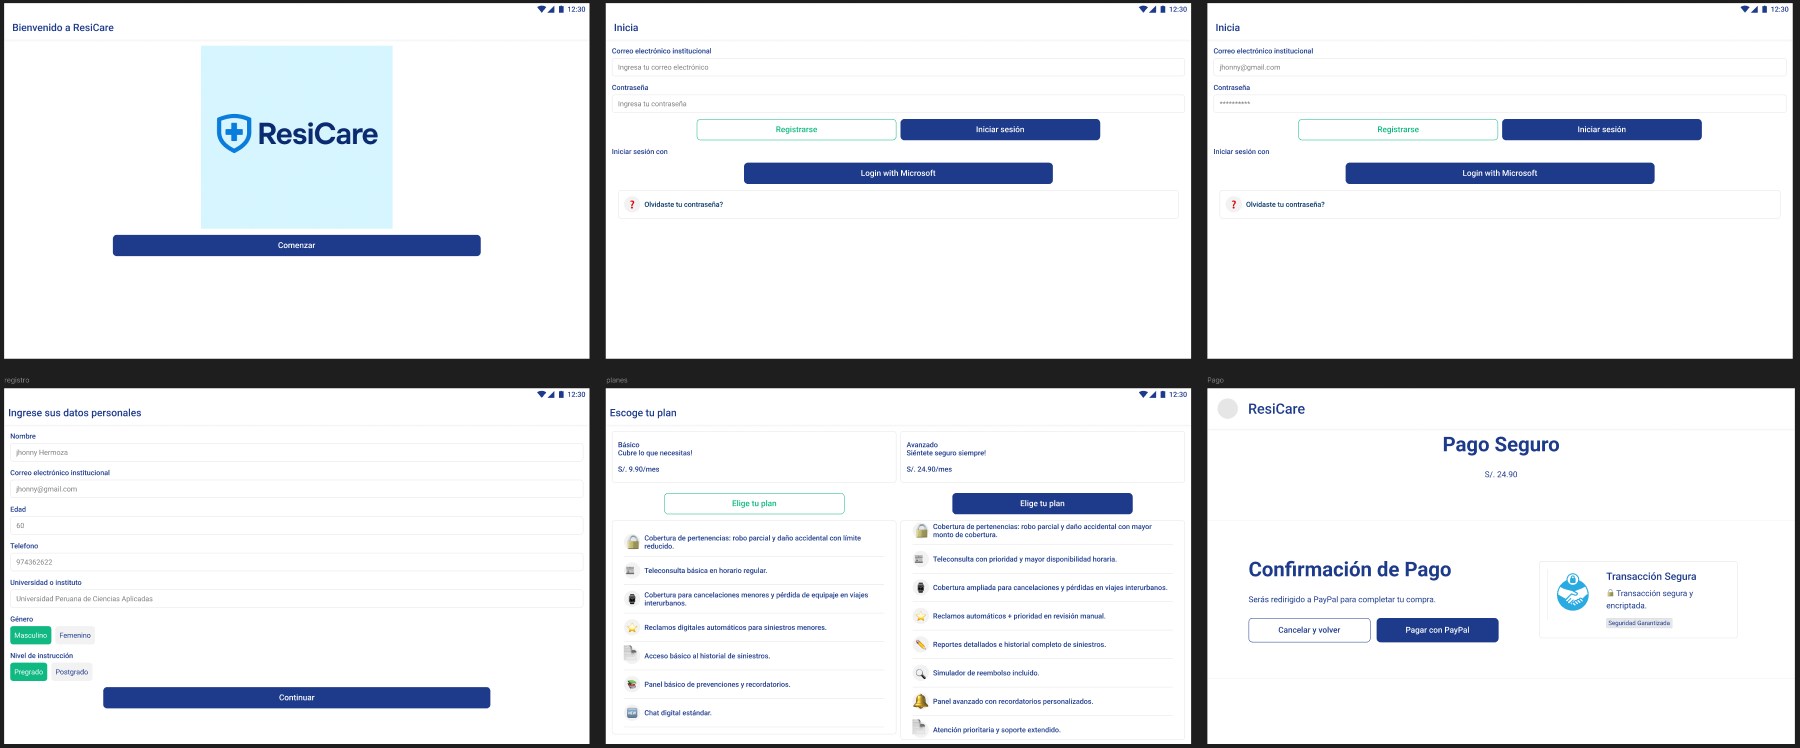 12:30
Bienvenido a ResiCare
ResiCare
Comenzar
12:30
Inicia
Correo electrónico institucional
Ingresa tu correo electrónico
Contraseña
Ingresa tu contraseña
Registrarse
Iniciar sesión
Iniciar sesión con
Login with Microsoft
❓ Olvidaste tu contraseña?
12:30
Inicia
Correo electrónico institucional
jhonny@gmail.com
Contraseña
**********
Registrarse
Iniciar sesión
Iniciar sesión con
Login with Microsoft
❓ Olvidaste tu contraseña?
registro
12:30
Ingrese sus datos personales
Nombre
jhonny Hermoza
Correo electrónico institucional
jhonny@gmail.com
Edad
60
Telefono
974362622
Universidad o instituto
Universidad Peruana de Ciencias Aplicadas
Género
Masculino Femenino
Nivel de instrucción
Pregrado Postgrado
Continuar
planes
12:30
Escoge tu plan
Básico
Cubre lo que necesitas!
S/. 9.90/mes
Elige tu plan
Cobertura de pertenencias: robo parcial y daño accidental con límite
reducido.
Teleconsulta básica en horario regular.
Cobertura para cancelaciones menores y pérdida de equipaje en viajes
interurbanos.
Reclamos digitales automáticos para siniestros menores.
Acceso básico al historial de siniestros.
Panel básico de prevenciones y recordatorios.
Chat digital estándar.
Avanzado
Siéntete seguro siempre!
S/. 24.90/mes
Elige tu plan
Cobertura de pertenencias: robo parcial y daño accidental con mayor
monto de cobertura.
Teleconsulta con prioridad y mayor disponibilidad horaria.
Cobertura ampliada para cancelaciones y pérdidas en viajes interurbanos.
Reclamos automáticos + prioridad en revisión manual.
Reportes detallados e historial completo de siniestros.
Simulador de reembolso incluido.
Panel avanzado con recordatorios personalizados.
Atención prioritaria y soporte extendido.
Pago
ResiCare
Pago Seguro
S/. 24.90
Confirmación de Pago
Serás redirigido a PayPal para completar tu compra.
Cancelar y volver
Pagar con PayPal
Transacción Segura
🔒 Transacción segura y
encriptada.
Seguridad Garantizada